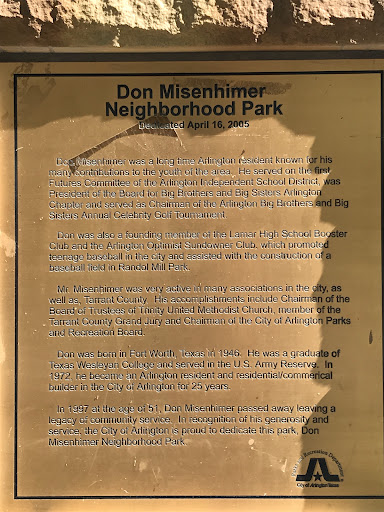 Don Misenhimer
Neighborhood Park
Dedicated April 16, 2005
Don Misenhimer was a long time Arlington resident known for his
many contributions to the youth of the area. He served on the first
Futures Committee of the Arlington Independent School District, was
President of the Board for Big Brothers and Big Sisters Arlington
Chapter and served as Chairman of the Arlington Big Brothers and Big
Sisters Annual Celebrity Golf Tournament.
Don was also a founding member of the Lamar High School Booster
Club and the Arlington Optimist Sundowner Club, which promoted
teenage baseball in the city and assisted with the construction of a
baseball field in Randol Mill Park.
Mr. Misenhimer was very active in many associations in the city, as
well as, Tarrant County. His accomplishments include Chairman of the
Board of Trustees of Trinity United Methodist Church, member of the
Tarrant County Grand Jury and Chairman of the City of Arlington Parks
and Recreation Board.
Don was born in Fort Worth, Texas in 1946. He was a graduate of
Texas Wesleyan College and served in the U.S. Army Reserve. In
1972, he became an Arlington resident and residential/commerical
builder in the City of Arlington for 25 years.
In 1997 at the age of 51, Don Misenhimer passed away leaving a
legacy of community service. In recognition of his generosity and
service, the City of Arlington is proud to dedicate this park, Don
Misenhimer Neighborhood Park.
Recreation Department
City of Arlington Texas